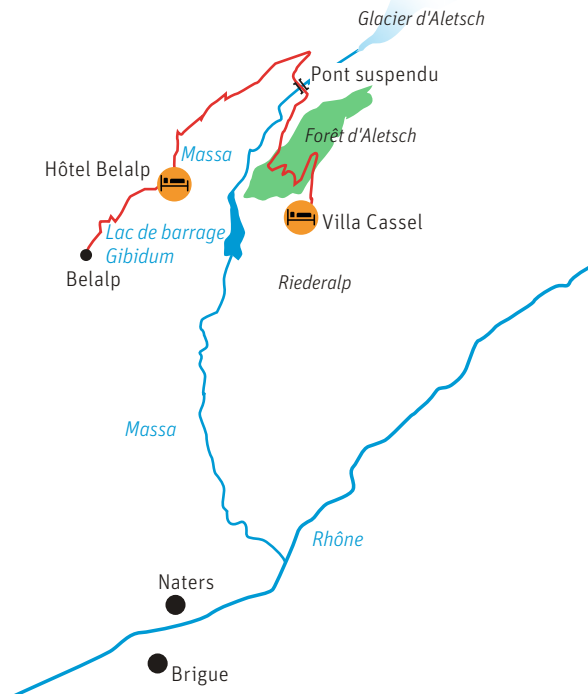 Glacier d'Aletsch
Pont suspendu
Forêt d'Aletsch
Massa
Hôtel Belalp
Villa Cassel
Lac de barrage
Gibidum
Belalp
Riederalp
Massa
Rhône
Naters
Brigue